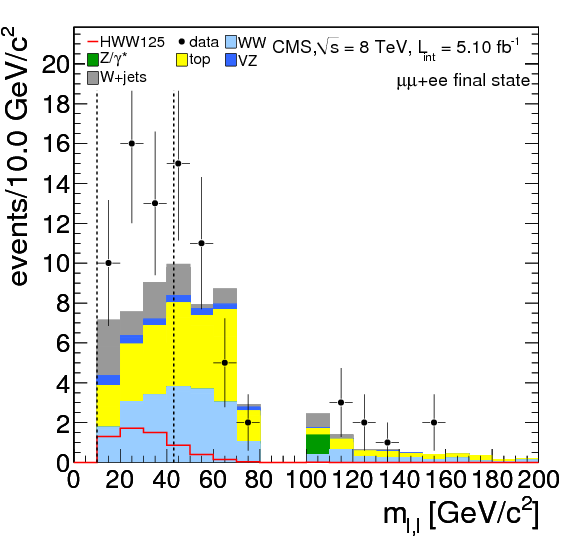 HWW125 data WW CMS,√s = 8 TeV, L_int = 5.10 fb⁻¹
Z/γ* top VZ
W+jets μμ+ee final state
events/10.0 GeV/c²
20
18
16
14
12
10
8
6
4
2
0
0 20 40 60 80 100 120 140 160 180 200
m_l,l [GeV/c²]